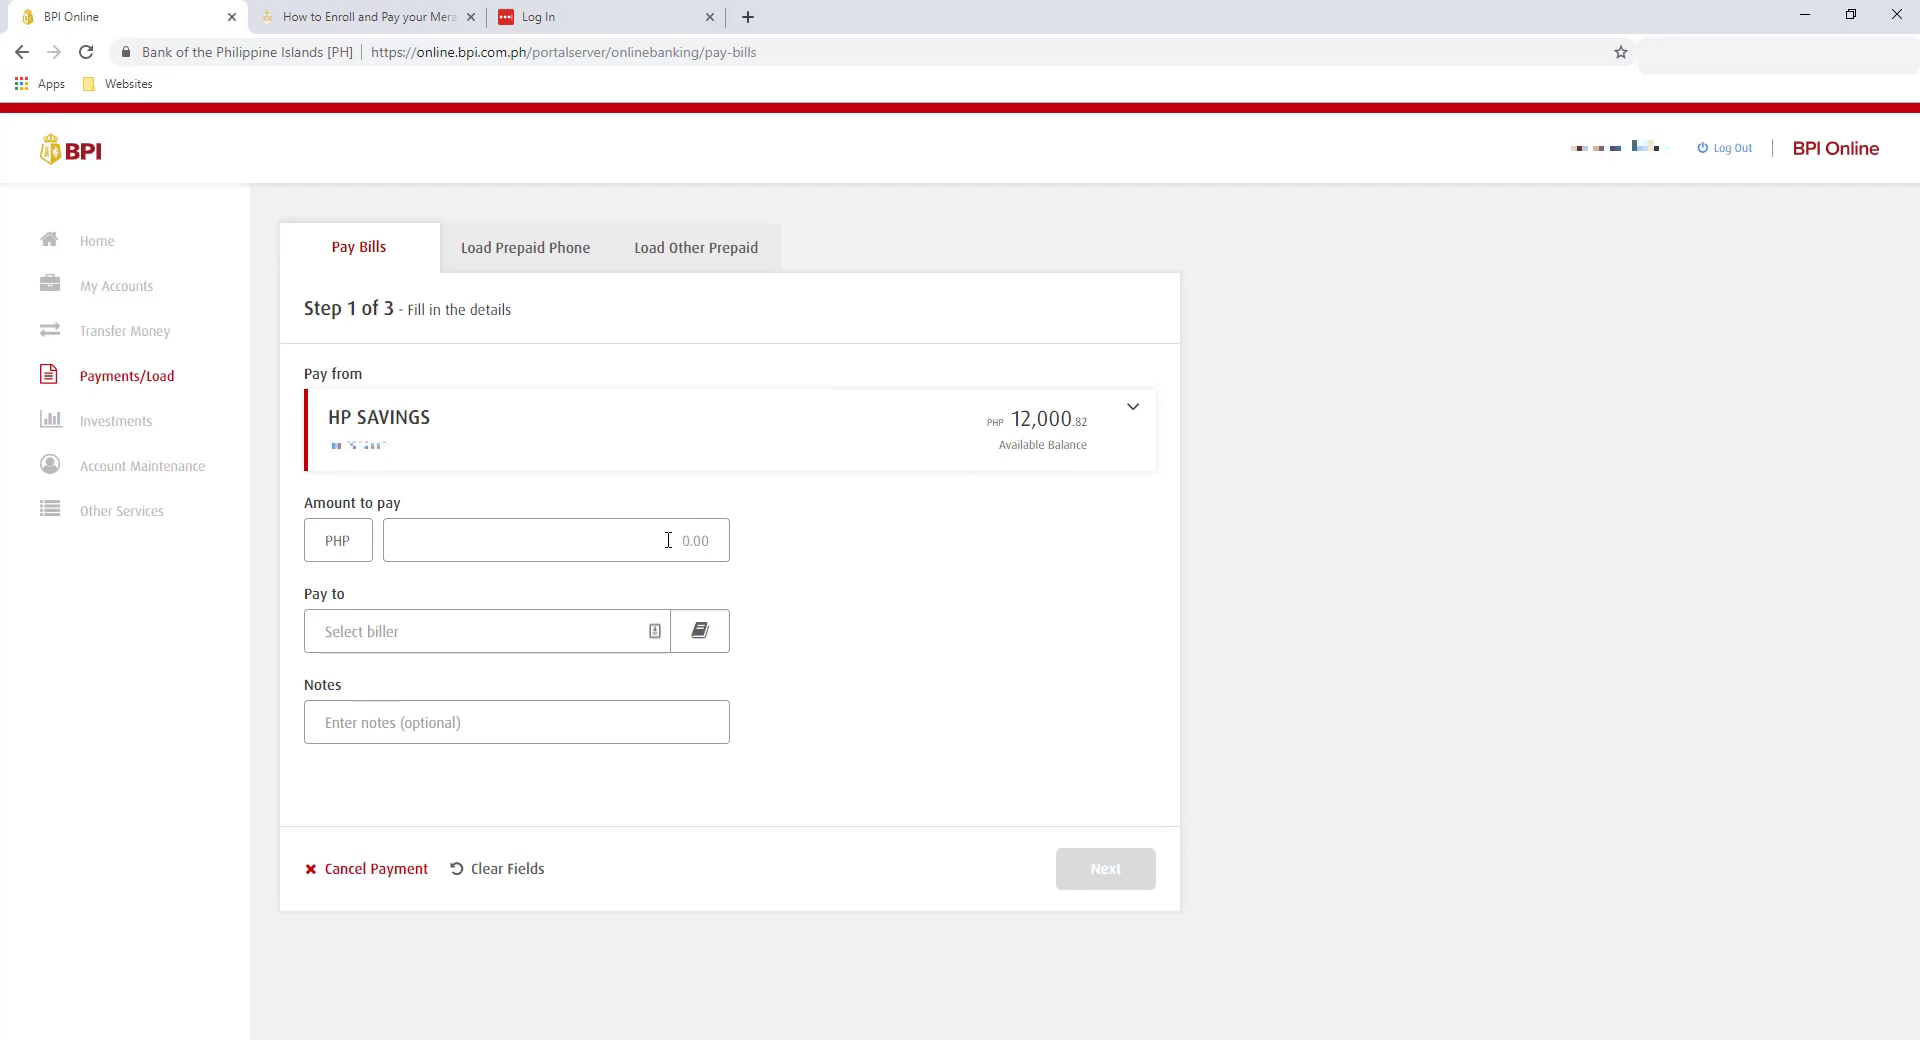 BPI Online
How to Enroll and Pay your Mera
Log In
Bank of the Philippine Islands [PH] | https://online.bpi.com.ph/portalserver/onlinebanking/pay-bills
Apps
Websites
BPI
Log Out
BPI Online
Home
My Accounts
Transfer Money
Payments/Load
Investments
Account Maintenance
Other Services
Pay Bills
Load Prepaid Phone
Load Other Prepaid
Step 1 of 3 - Fill in the details
Pay from
HP SAVINGS
PHP 12,000.82
Available Balance
Amount to pay
PHP
0.00
Pay to
Select biller
Notes
Enter notes (optional)
Cancel Payment
Clear Fields
Next